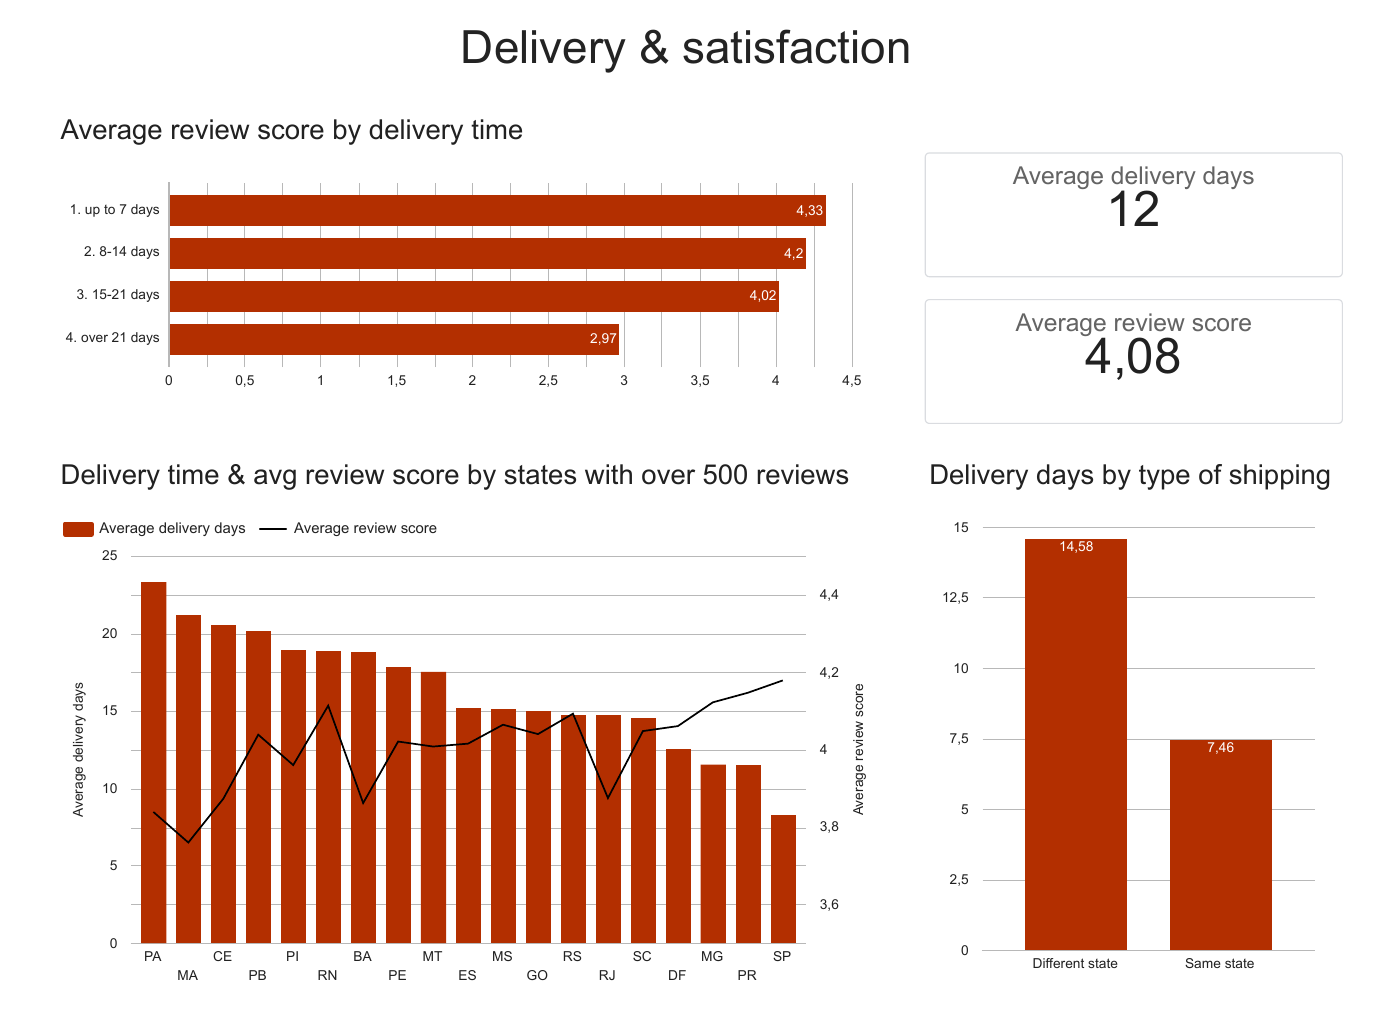 Delivery & satisfaction
Average review score by delivery time
1. up to 7 days
4,33
2. 8-14 days
4,2
3. 15-21 days
4,02
4. over 21 days
2,97
0 0,5 1 1,5 2 2,5 3 3,5 4 4,5
Average delivery days
12
Average review score
4,08
Delivery time & avg review score by states with over 500 reviews
Average delivery days Average review score
25
20
15
10
5
0
Average delivery days
4,4
4,2
4
3,8
3,6
Average review score
PA MA CE PB PI RN BA PE MT ES MS GO RS RJ SC DF MG PR SP
Delivery days by type of shipping
15
12,5
10
7,5
5
2,5
0
14,58
7,46
Different state Same state